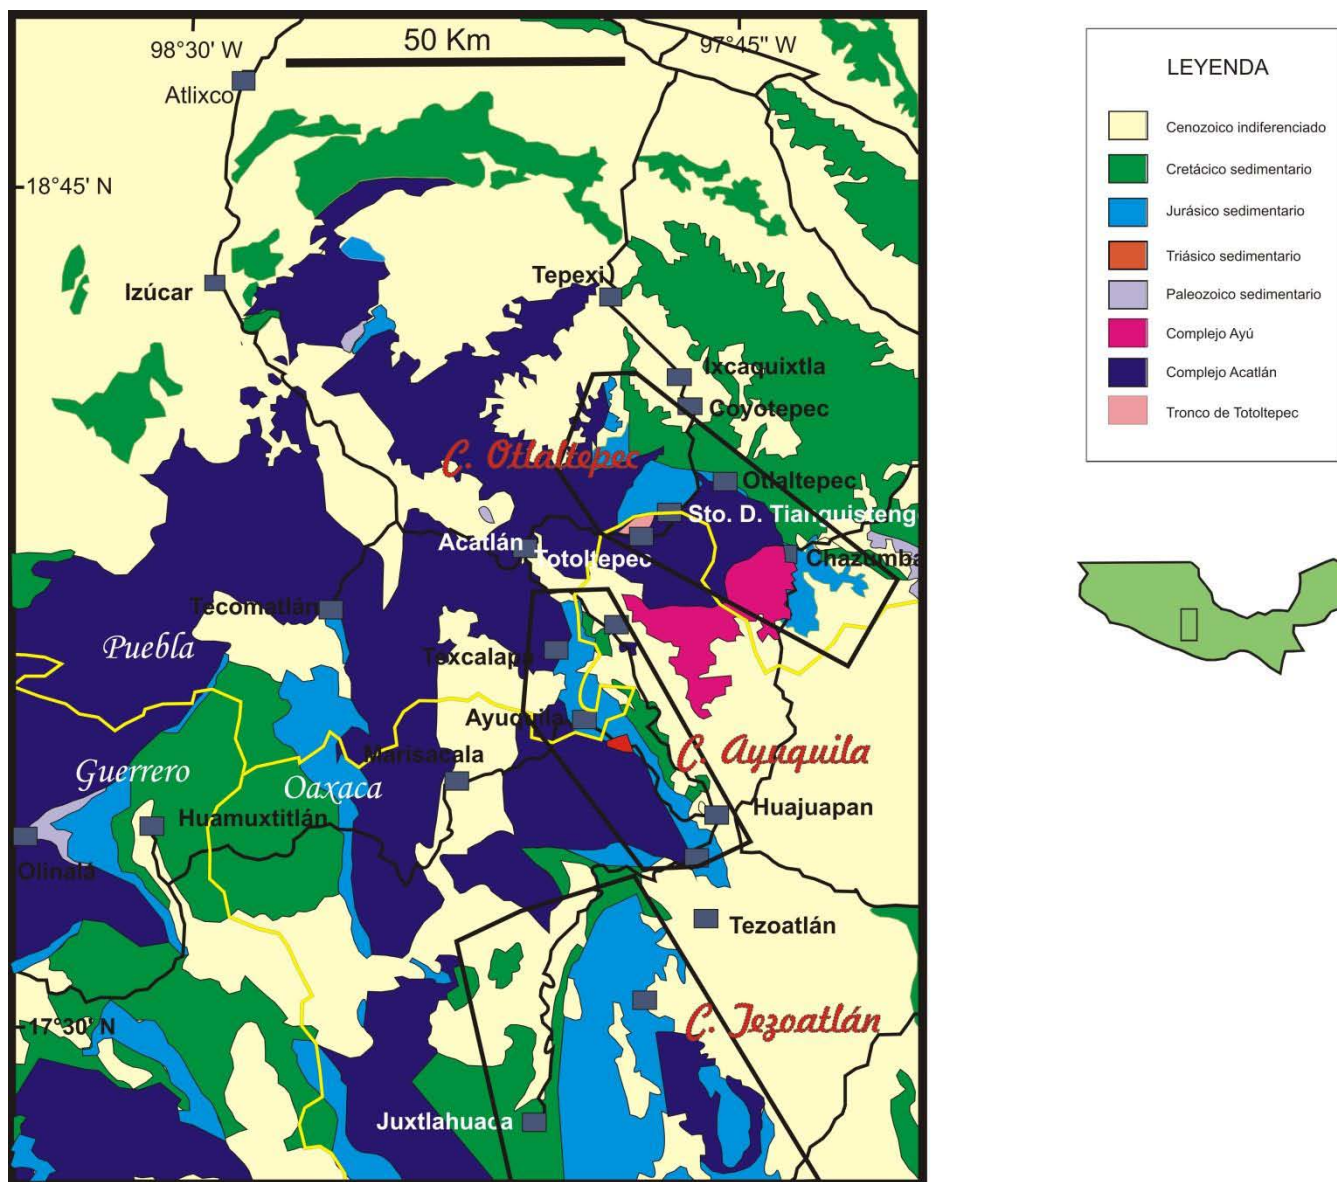 98°30' W
50 Km
97°45'' W
Atlixco
18°45' N
Izúcar
Tepexi
Ixcaquixtla
Coyotepec
C. Otlaltepec
Otlaltepec
Sto. D. Tianguisteng
Acatlán
Totoltepec
Chazumba
Tecomatlán
Puebla
Texcalapa
Ayuquila
C. Ayuquila
Marisacala
Guerrero
Oaxaca
Huajuapan
Huamuxtitlán
Olinalá
Tezoatlán
17°30' N
C. Tezoatlán
Juxtlahuaca
LEYENDA
Cenozoico indiferenciado
Cretácico sedimentario
Jurásico sedimentario
Triásico sedimentario
Paleozoico sedimentario
Complejo Ayú
Complejo Acatlán
Tronco de Totoltepec